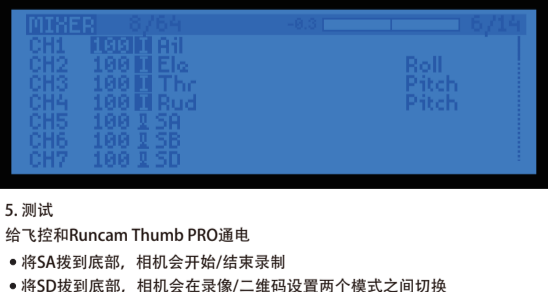 MIXER 8/64 -0.3 6/14
CH1 100 I Ail
CH2 100 I Ele Roll
CH3 100 I Thr Pitch
CH4 100 I Rud Pitch
CH5 100 SA
CH6 100 SB
CH7 100 SD
5. 测试
给飞控和Runcam Thumb PRO通电
● 将SA拨到底部，相机会开始/结束录制
● 将SD拨到底部，相机会在录像/二维码设置两个模式之间切换